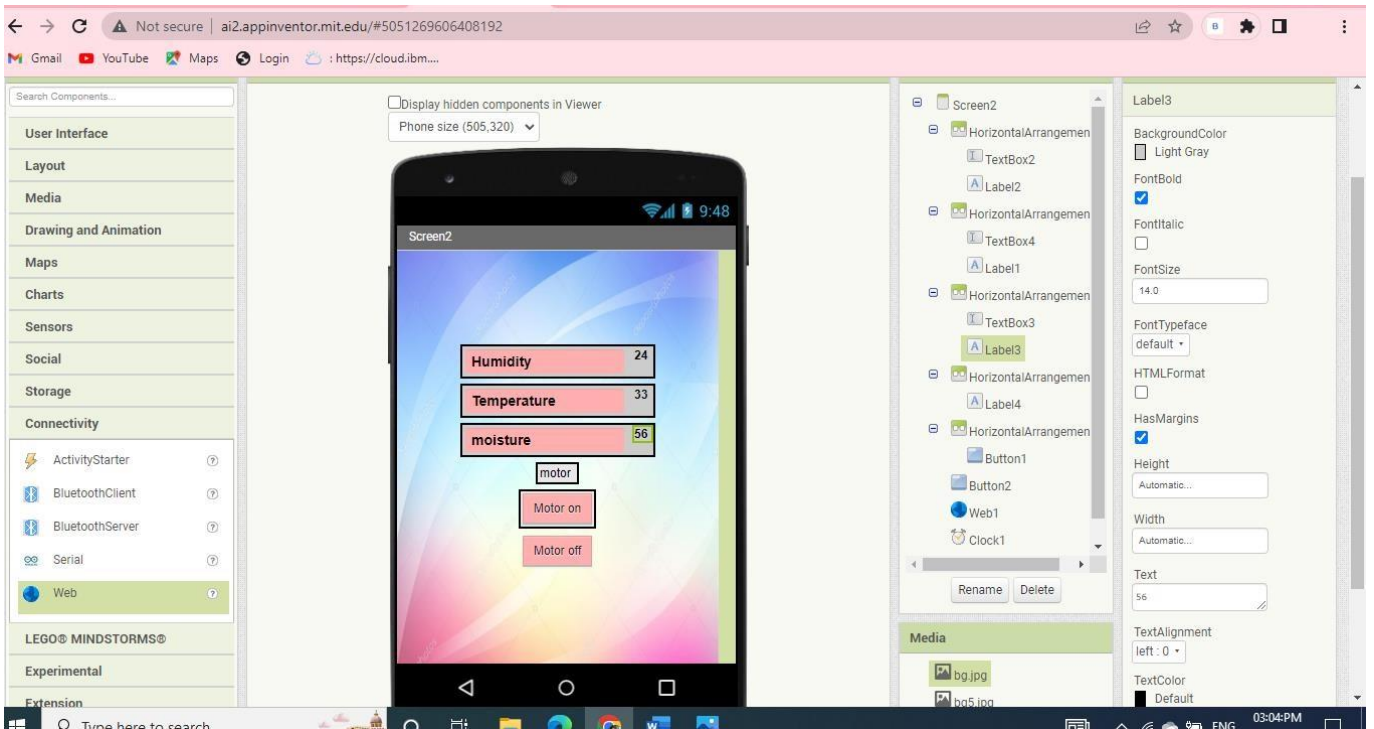 Not secure | ai2.appinventor.mit.edu/#5051269606408192
Gmail YouTube Maps Login : https://cloud.ibm....
Search Components...
User Interface
Layout
Media
Drawing and Animation
Maps
Charts
Sensors
Social
Storage
Connectivity
ActivityStarter
BluetoothClient
BluetoothServer
Serial
Web
LEGO® MINDSTORMS®
Experimental
Extension
Display hidden components in Viewer
Phone size (505,320)
9:48
Screen2
Humidity 24
Temperature 33
moisture 56
motor
Motor on
Motor off
Screen2
HorizontalArrangemen
TextBox2
Label2
HorizontalArrangemen
TextBox4
Label1
HorizontalArrangemen
TextBox3
Label3
HorizontalArrangemen
Label4
HorizontalArrangemen
Button1
Button2
Web1
Clock1
Rename Delete
Media
bg.jpg
bg5.jpg
Label3
BackgroundColor
Light Gray
FontBold
FontItalic
FontSize
14.0
FontTypeface
default
HTMLFormat
HasMargins
Height
Automatic...
Width
Automatic...
Text
56
TextAlignment
left : 0
TextColor
Default
Type here to search
ENG 03:04:PM